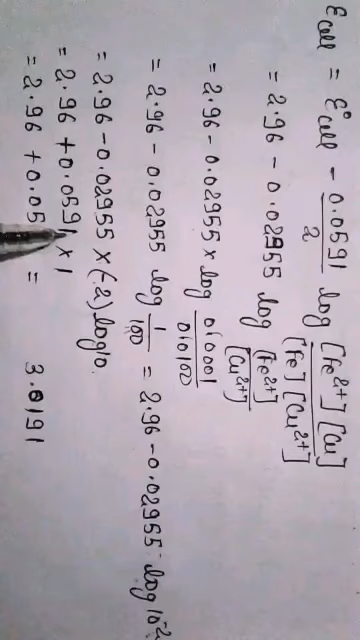 Ecell = E°cell - 0.0591/2 log [Fe²⁺][Cu]/[Fe][Cu²⁺]
= 2.96 - 0.02955 log [Fe²⁺]/[Cu²⁺]
= 2.96 - 0.02955 × log 0.0001/0.0100
= 2.96 - 0.02955 log 1/100 = 2.96 - 0.02955 log 10⁻²
= 2.96 - 0.02955 × (-2) log 10.
= 2.96 + 0.0591 × 1
= 2.96 + 0.05 = 3.0191